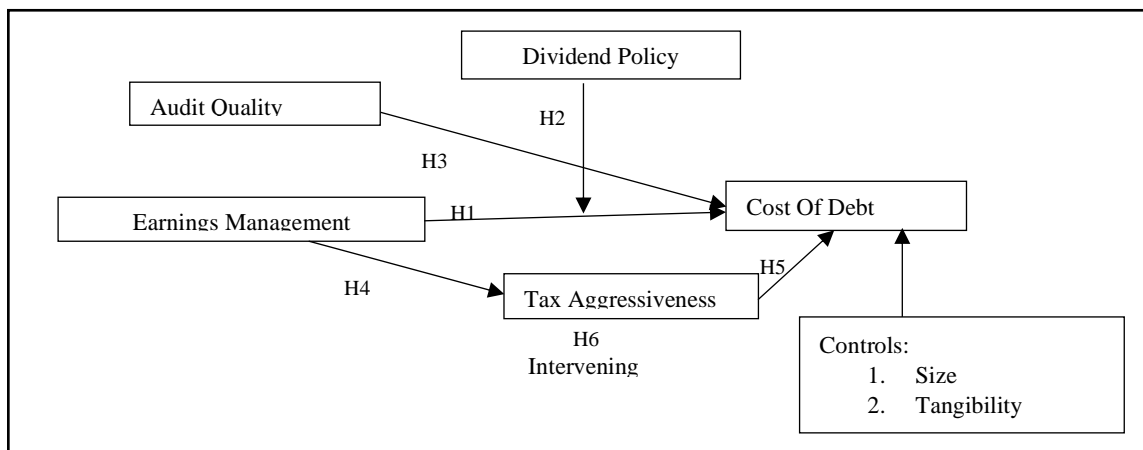 Dividend Policy
Audit Quality
H2
H3
Earnings Management
H1
Cost Of Debt
H4
H5
Tax Aggressiveness
H6
Intervening
Controls:
1. Size
2. Tangibility